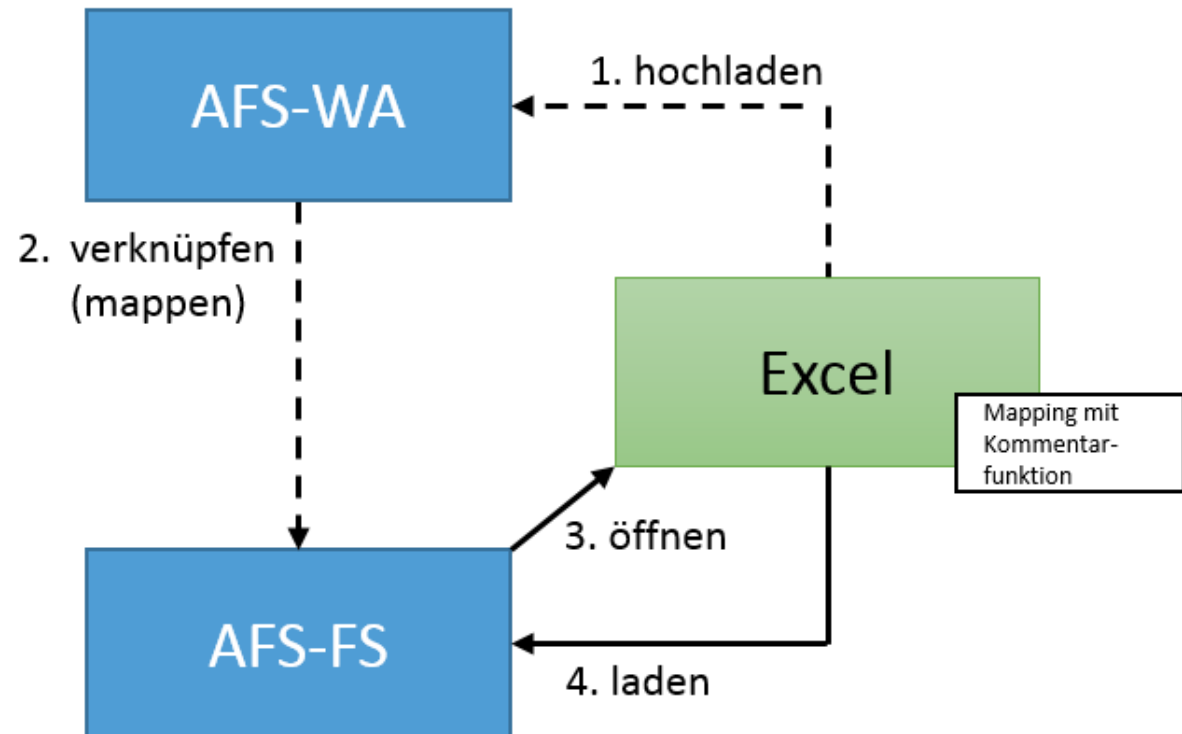 AFS-WA
1. hochladen
2. verknüpfen
(mappen)
Excel
Mapping mit
Kommentar-
funktion
3. öffnen
AFS-FS
4. laden